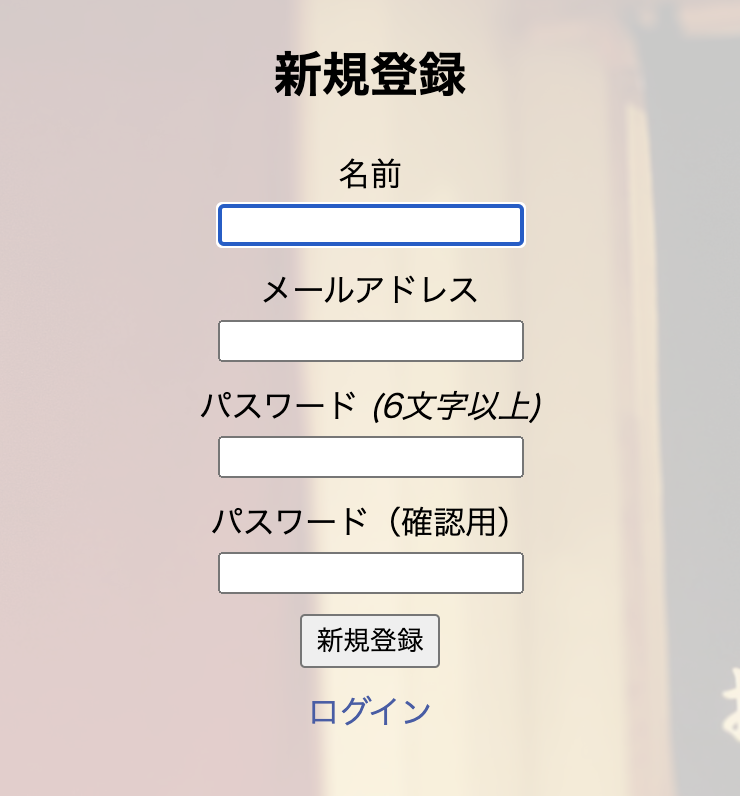 新規登録
名前
メールアドレス
パスワード (6文字以上)
パスワード（確認用）
新規登録
ログイン